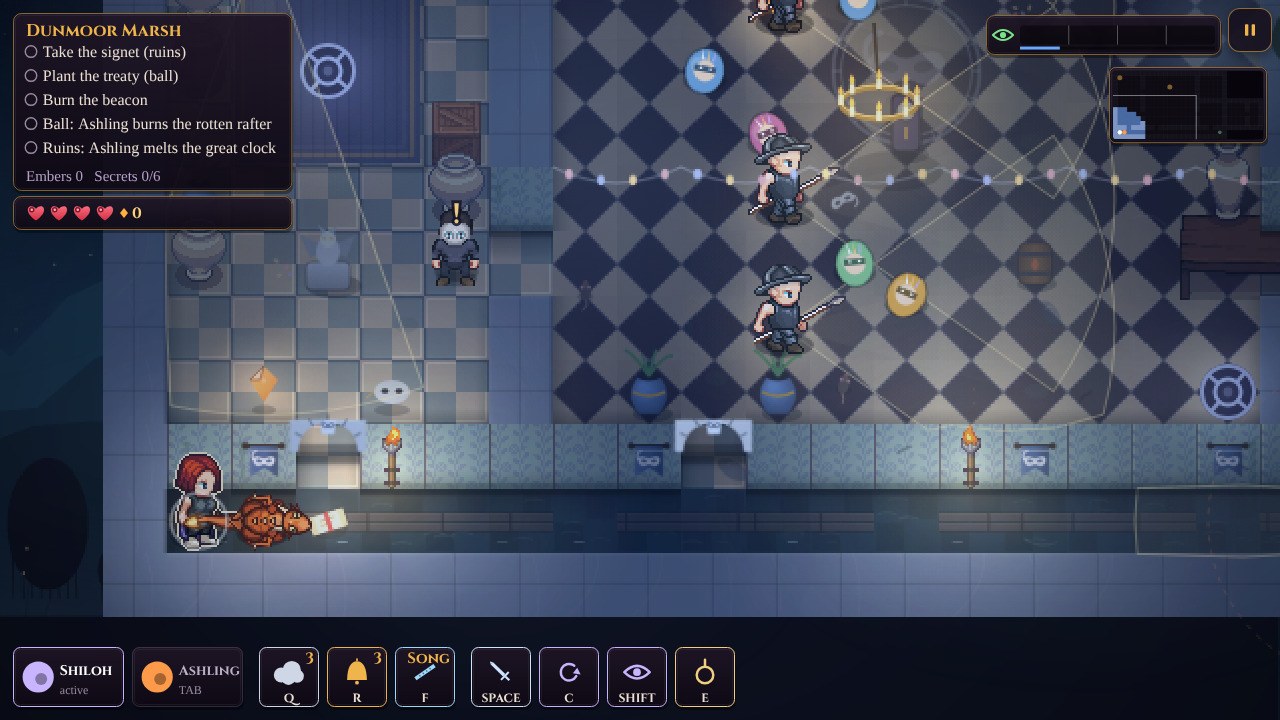 Dunmoor Marsh
Take the signet (ruins)
Plant the treaty (ball)
Burn the beacon
Ball: Ashling burns the rotten rafter
Ruins: Ashling melts the great clock
Embers 0 Secrets 0/6
0
Shiloh
active
Ashling
TAB
3
Q
3
R
Song
F
SPACE
C
SHIFT
E